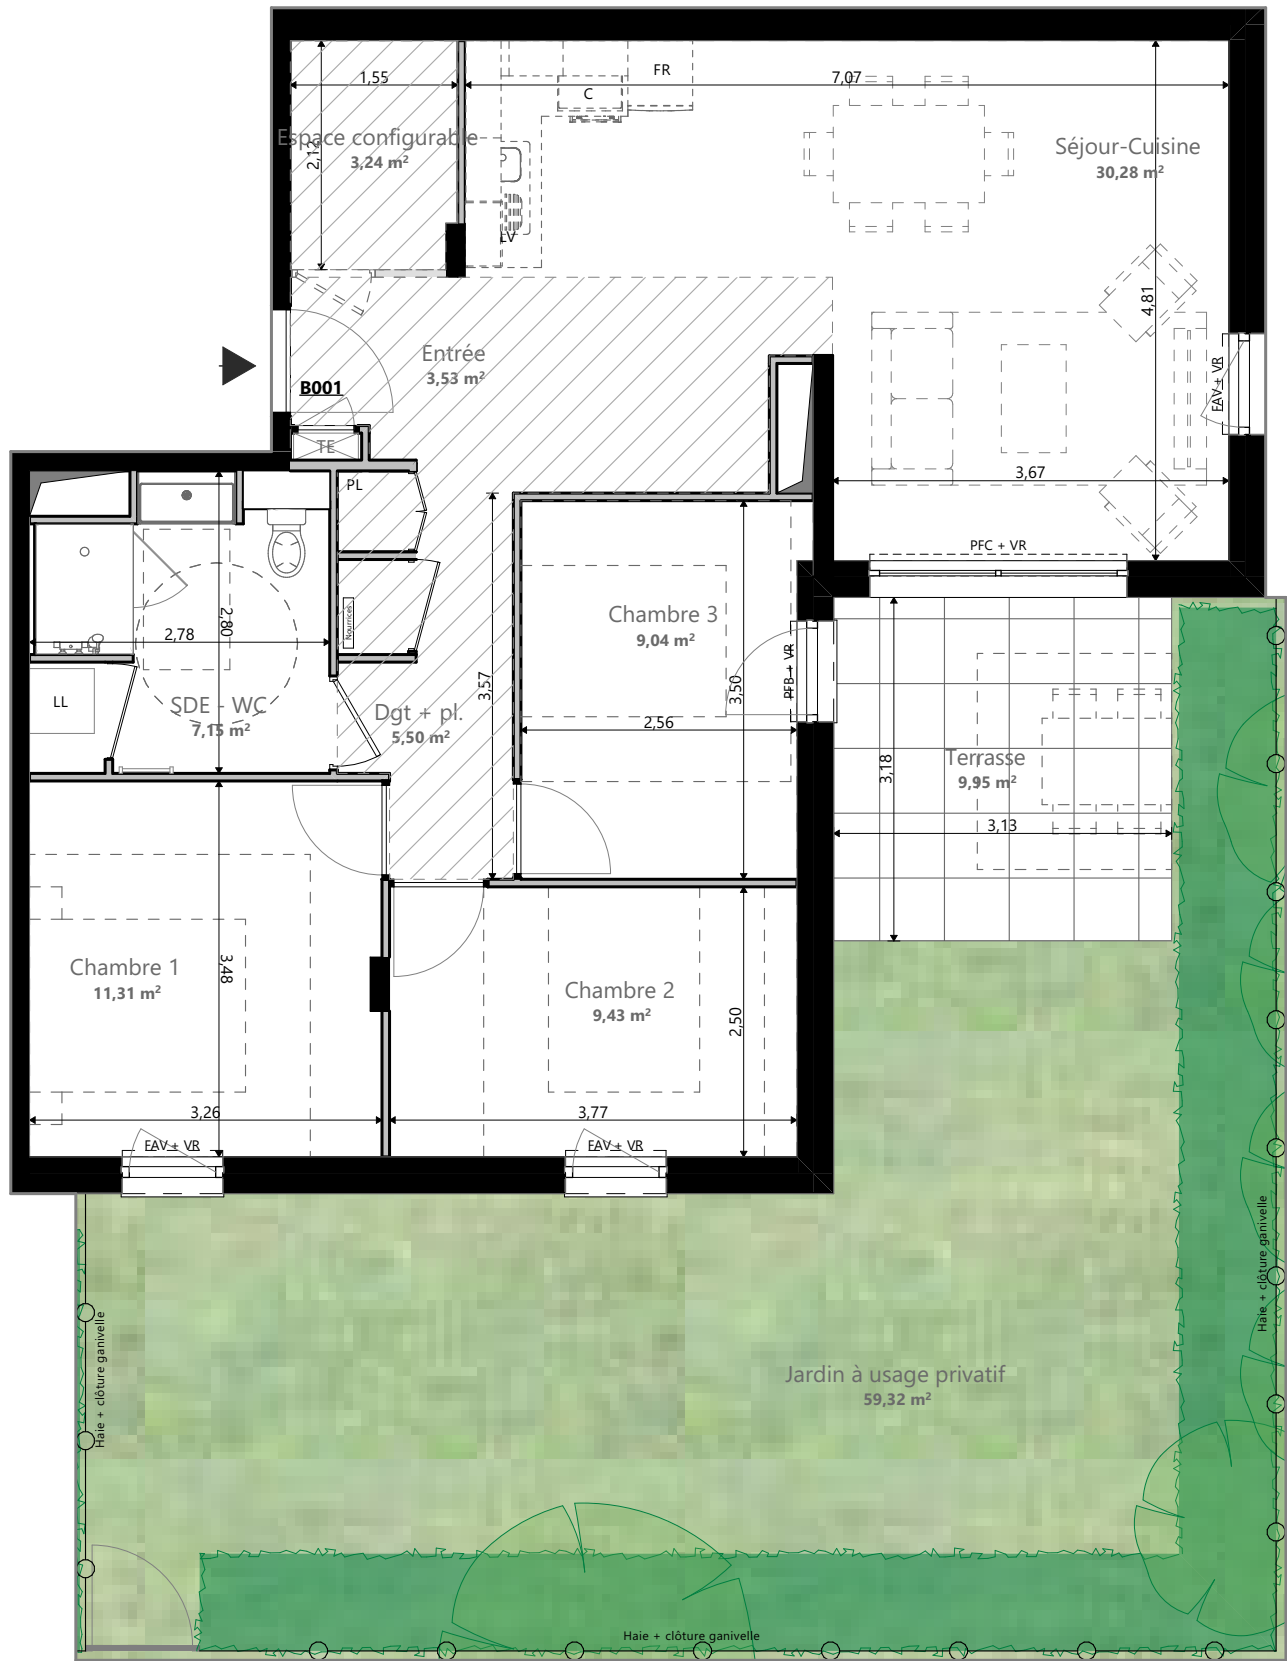 1,55
7,07
FR
C
Espace configurable
3,24 m²
2,12
Séjour-Cuisine
30,28 m²
LV
4,81
Entrée
3,53 m²
B001
FAV + VR
TE
3,67
PL
PFC + VR
Nourrices
2,78
2,80
Chambre 3
9,04 m²
PFB + VR
3,57
3,50
LL
SDE - WC
7,15 m²
Dgt + pl.
5,50 m²
2,56
Terrasse
9,95 m²
3,18
3,13
Chambre 1
11,31 m²
3,48
Chambre 2
9,43 m²
2,50
3,26
3,77
FAV + VR
FAV + VR
Haie + clôture ganivelle
Haie + clôture ganivelle
Jardin à usage privatif
59,32 m²
Haie + clôture ganivelle